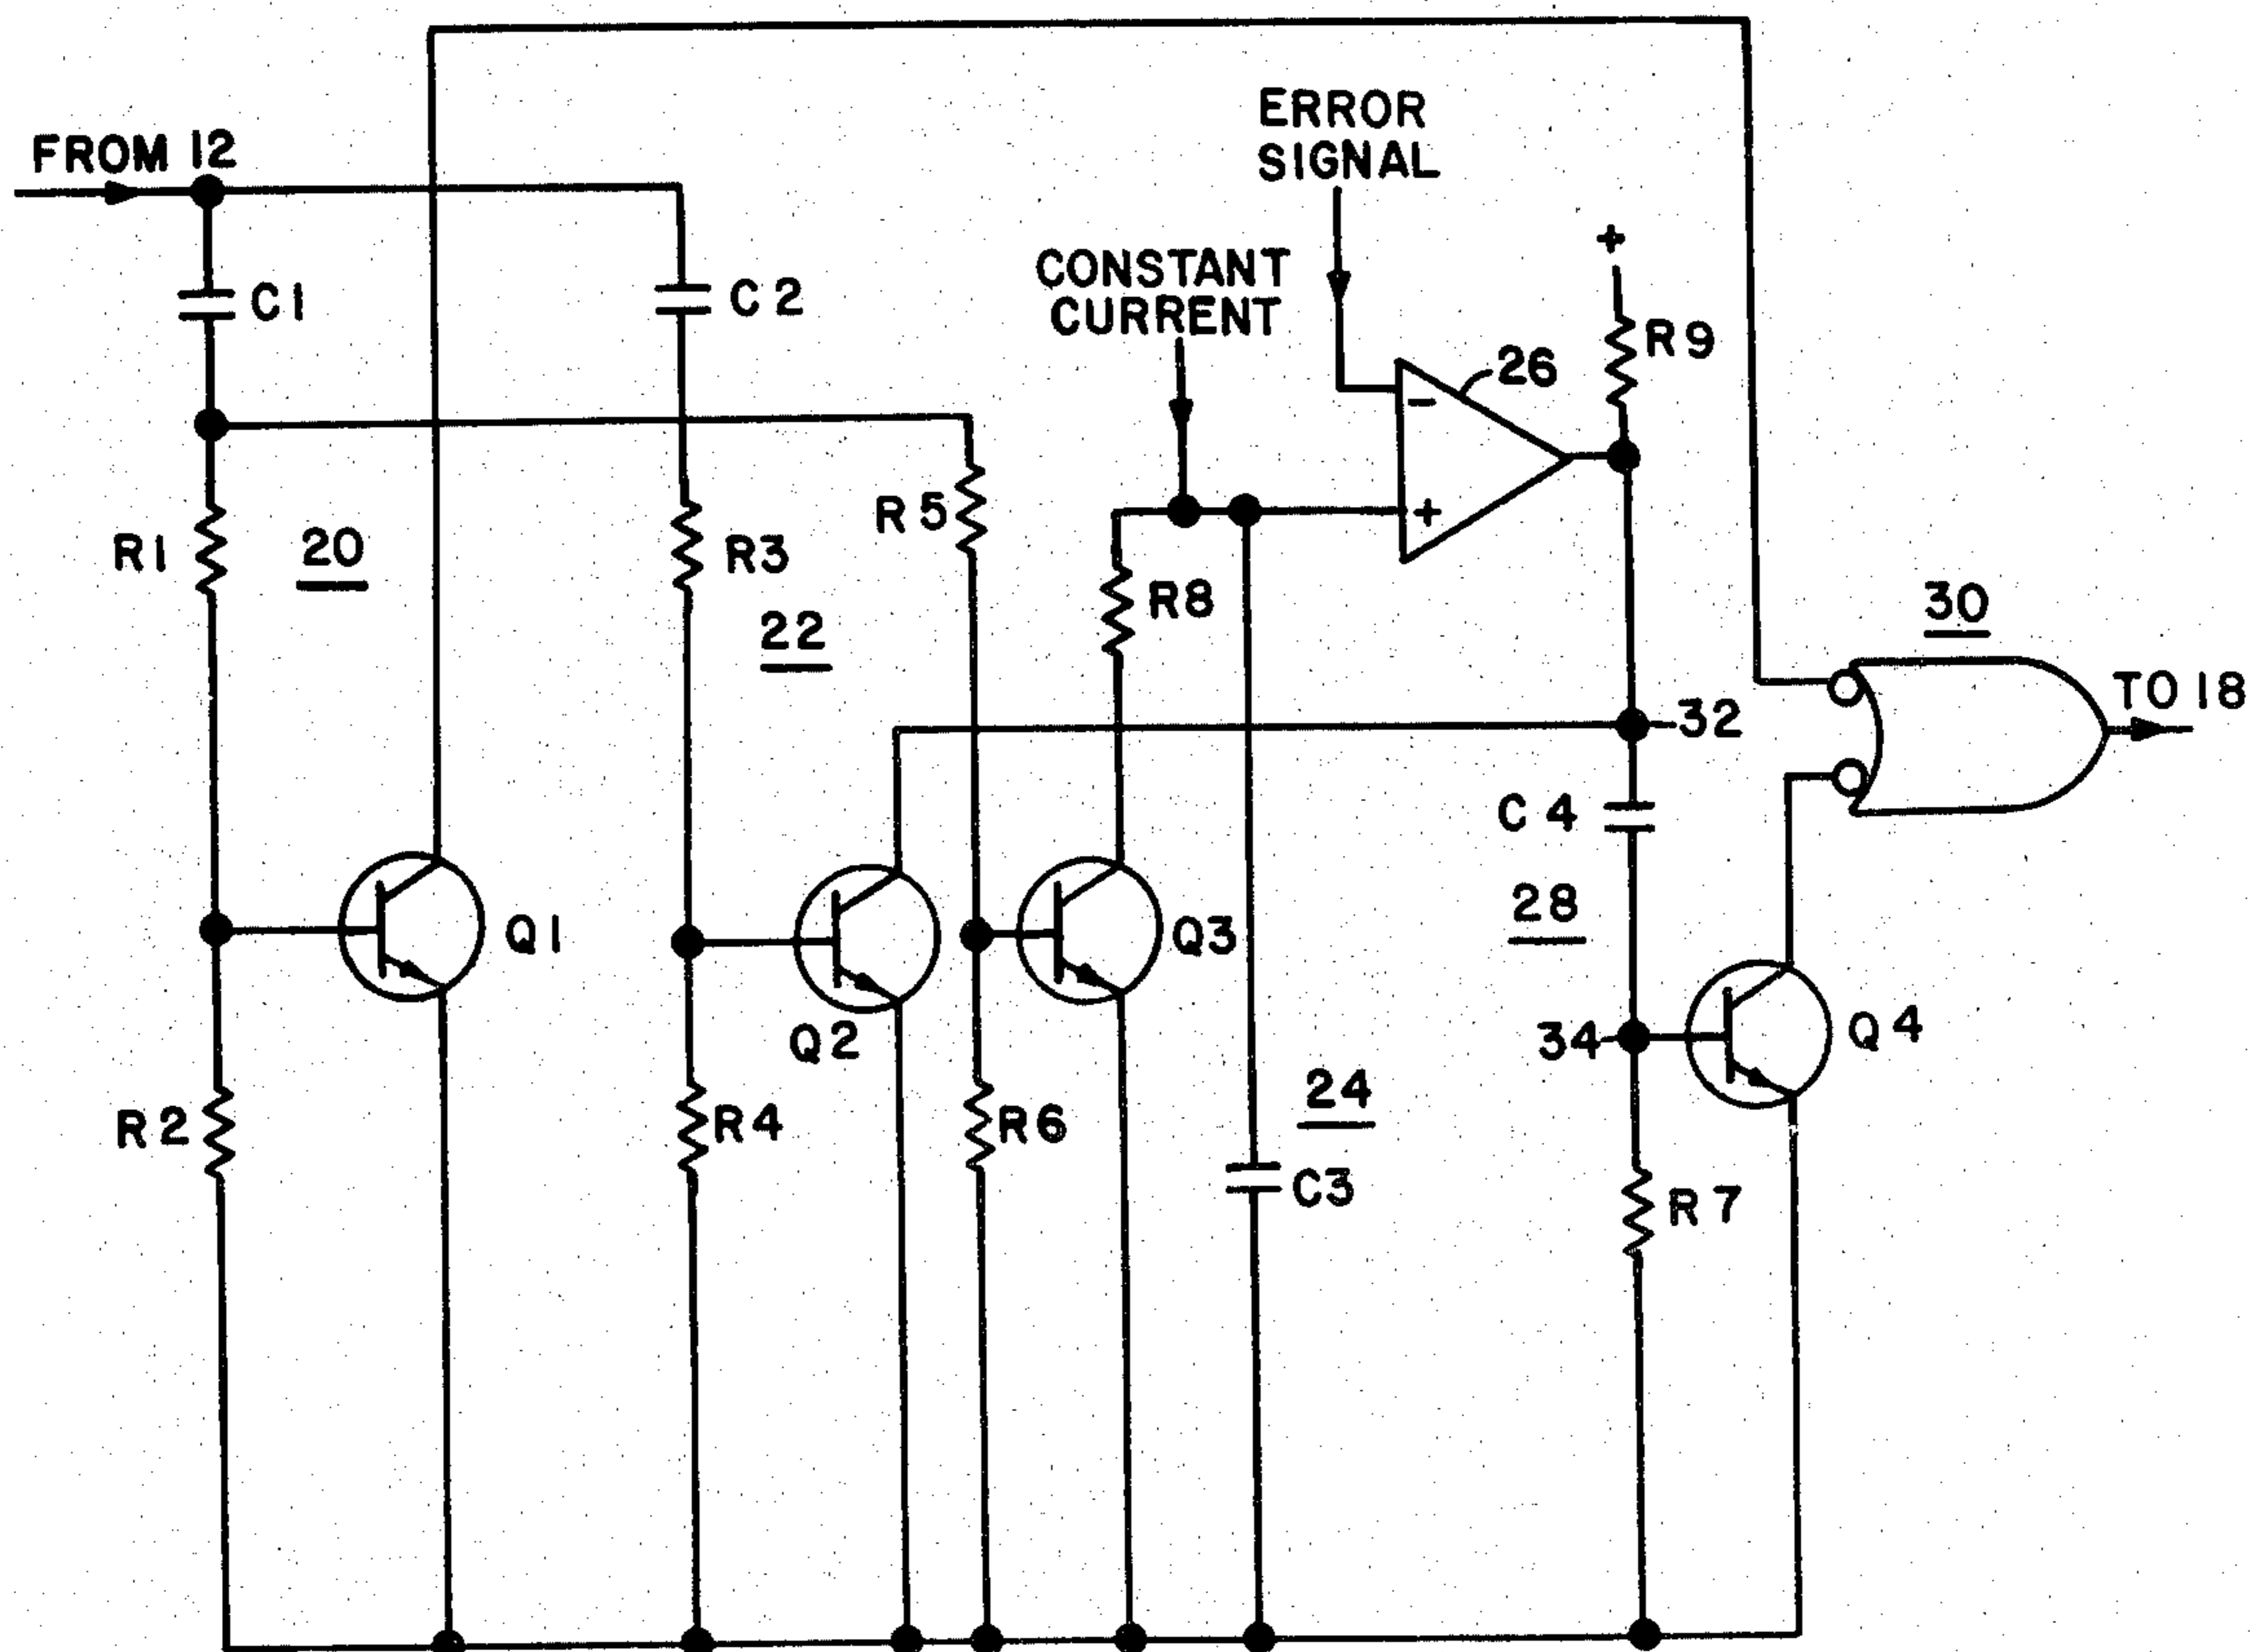 FROM 12
ERROR
SIGNAL
CONSTANT
CURRENT
+
C1
C2
R9
26
−
+
R1
20
R3
R5
22
R8
30
TO 18
32
C4
28
Q1
Q2
Q3
34
Q4
R2
R4
R6
24
C3
R7